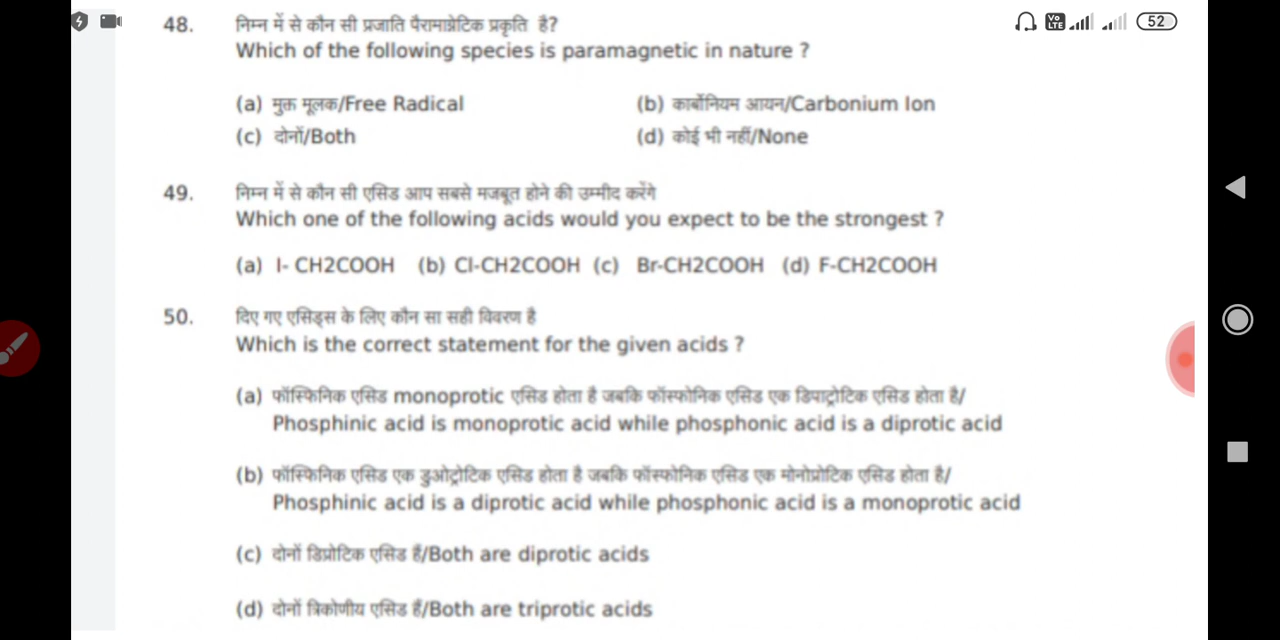 Vo LTE 52
48. निम्न में से कौन सी प्रजाति पैरामाग्नेटिक प्रकृति है?
Which of the following species is paramagnetic in nature ?
(a) मुक्त मूलक/Free Radical (b) कार्बोनियम आयन/Carbonium Ion
(c) दोनों/Both (d) कोई भी नहीं/None
49. निम्न में से कौन सी एसिड आप सबसे मजबूत होने की उम्मीद करेंगे
Which one of the following acids would you expect to be the strongest ?
(a) I- CH2COOH (b) Cl-CH2COOH (c) Br-CH2COOH (d) F-CH2COOH
50. दिए गए एसिड्स के लिए कौन सा सही विवरण है
Which is the correct statement for the given acids ?
(a) फॉस्फिनिक एसिड monoprotic एसिड होता है जबकि फॉस्फोनिक एसिड एक डिपाट्रोटिक एसिड होता है/
Phosphinic acid is monoprotic acid while phosphonic acid is a diprotic acid
(b) फॉस्फिनिक एसिड एक डुओट्रोटिक एसिड होता है जबकि फॉस्फोनिक एसिड एक मोनोप्रोटिक एसिड होता है/
Phosphinic acid is a diprotic acid while phosphonic acid is a monoprotic acid
(c) दोनों डिप्रोटिक एसिड हैं/Both are diprotic acids
(d) दोनों त्रिकोणीय एसिड हैं/Both are triprotic acids